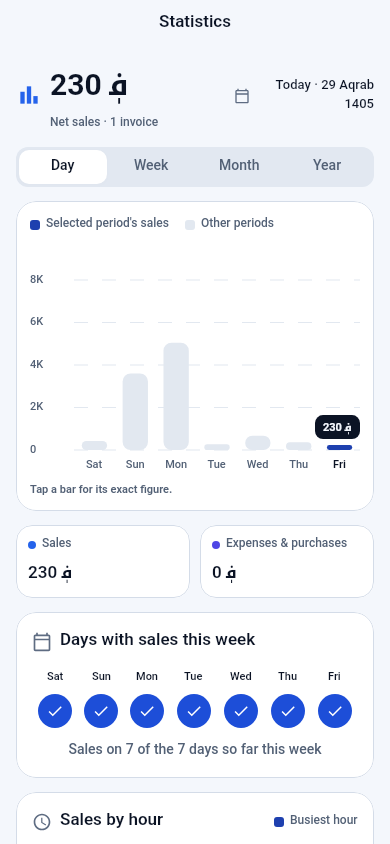 Statistics
230 ؋
Net sales · 1 invoice
Today · 29 Aqrab
1405
Day Week Month Year
Selected period's sales Other periods
8K
6K
4K
2K
230 ؋
0
Sat Sun Mon Tue Wed Thu Fri
Tap a bar for its exact figure.
Sales
230 ؋
Expenses & purchases
0 ؋
Days with sales this week
Sat Sun Mon Tue Wed Thu Fri
Sales on 7 of the 7 days so far this week
Sales by hour
Busiest hour